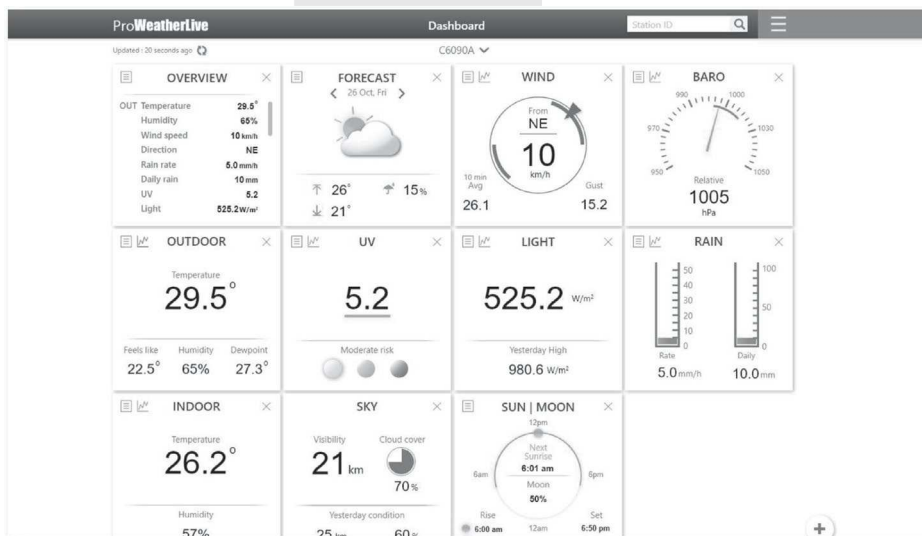 ProWeatherLive
Dashboard
Station ID
Updated : 20 seconds ago
C6090A
OVERVIEW
OUT Temperature 29.5°
Humidity 65%
Wind speed 10 km/h
Direction NE
Rain rate 5.0 mm/h
Daily rain 10 mm
UV 5.2
Light 525.2 W/m²
FORECAST
26 Oct, Fri
26° 15%
21°
WIND
From
NE
10
km/h
10 min
Avg
26.1
Gust
15.2
BARO
950 970 990 1000 1030 1050
Relative
1005
hPa
OUTDOOR
Temperature
29.5°
Feels like Humidity Dewpoint
22.5° 65% 27.3°
UV
5.2
Moderate risk
LIGHT
525.2 W/m²
Yesterday High
980.6 W/m²
RAIN
50
40
30
20
10
0
100
50
0
Rate Daily
5.0 mm/h 10.0 mm
INDOOR
Temperature
26.2°
Humidity
57%
SKY
Visibility Cloud cover
21 km
70%
Yesterday condition
25 km 60%
SUN | MOON
12pm
Next
Sunrise
6:01 am
6am 6pm
Moon
50%
Rise Set
6:00 am 12am 6:50 pm